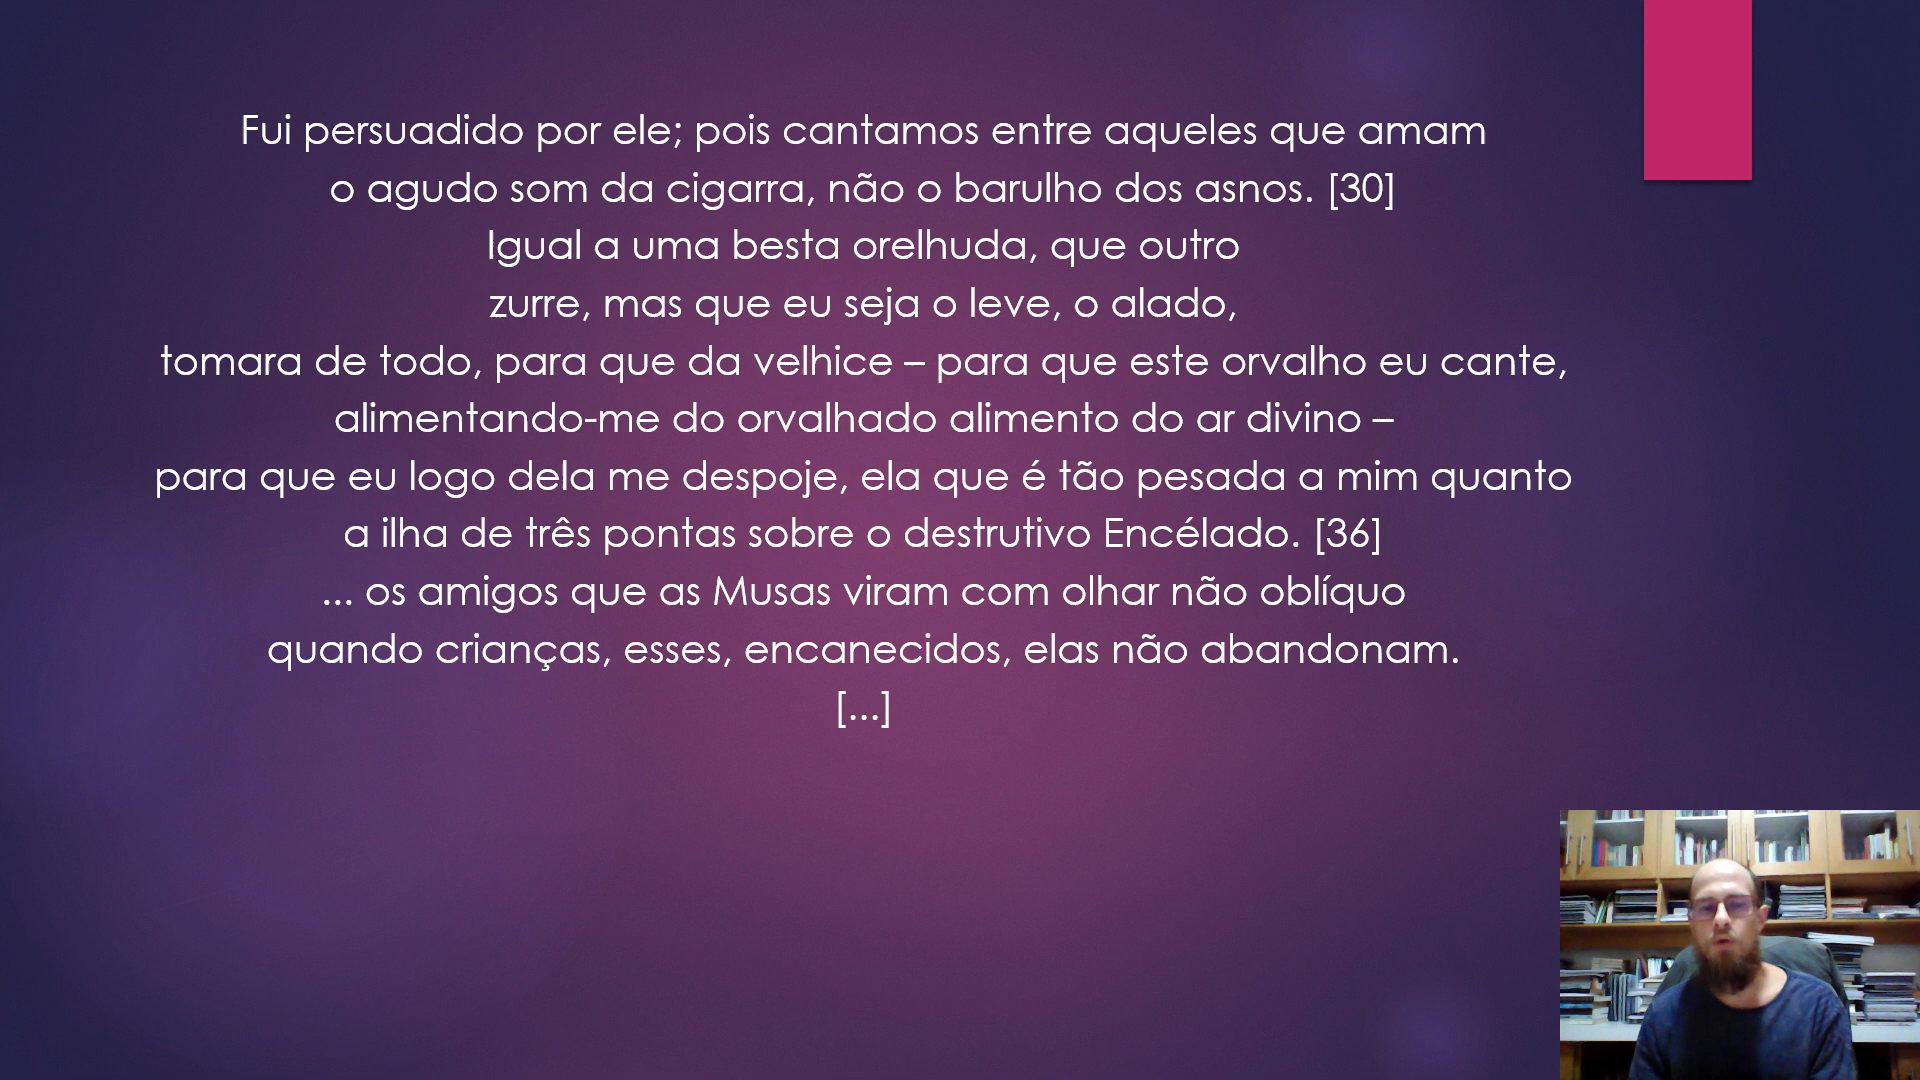 Fui persuadido por ele; pois cantamos entre aqueles que amam
o agudo som da cigarra, não o barulho dos asnos. [30]
Igual a uma besta orelhuda, que outro
zurre, mas que eu seja o leve, o alado,
tomara de todo, para que da velhice – para que este orvalho eu cante,
alimentando-me do orvalhado alimento do ar divino –
para que eu logo dela me despoje, ela que é tão pesada a mim quanto
a ilha de três pontas sobre o destrutivo Encélado. [36]
... os amigos que as Musas viram com olhar não oblíquo
quando crianças, esses, encanecidos, elas não abandonam.
[...]